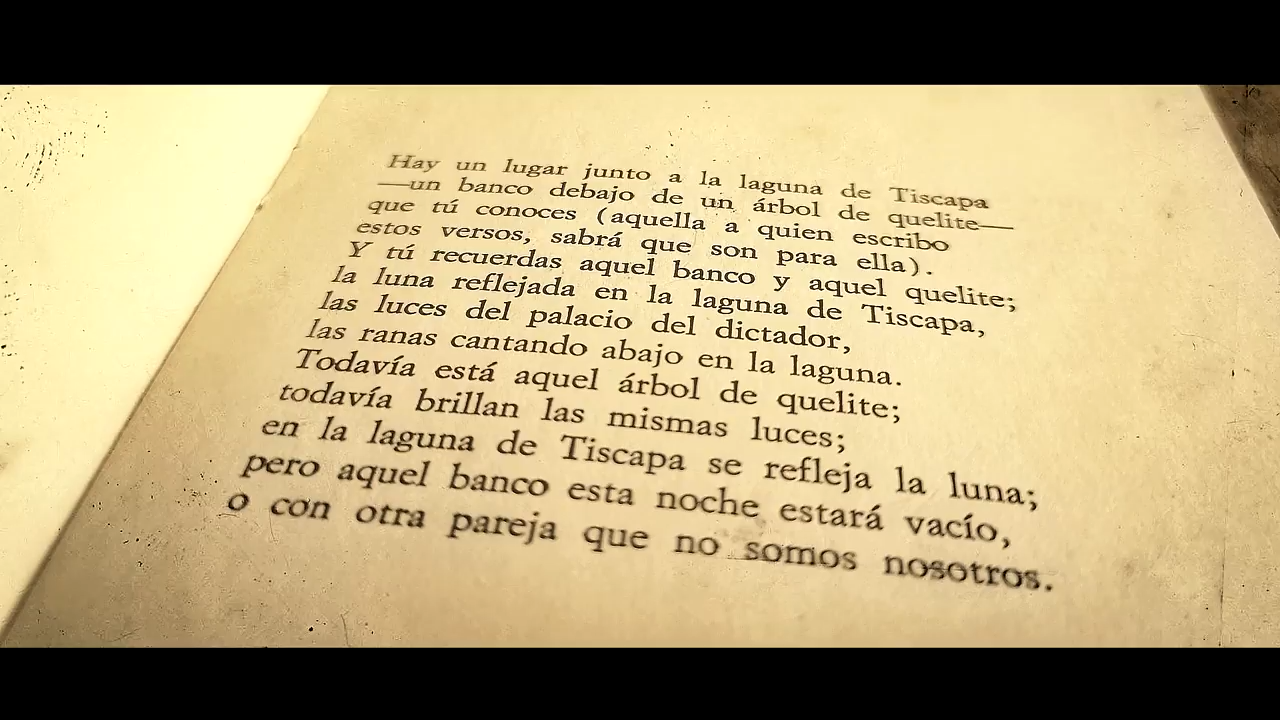 Hay un lugar junto a la laguna de Tiscapa
—un banco debajo de un árbol de quelite—
que tú conoces (aquella a quien escribo
estos versos, sabrá que son para ella).
Y tú recuerdas aquel banco y aquel quelite;
la luna reflejada en la laguna de Tiscapa,
las luces del palacio del dictador,
las ranas cantando abajo en la laguna.
Todavía está aquel árbol de quelite;
todavía brillan las mismas luces;
en la laguna de Tiscapa se refleja la luna;
pero aquel banco esta noche estará vacío,
o con otra pareja que no somos nosotros.